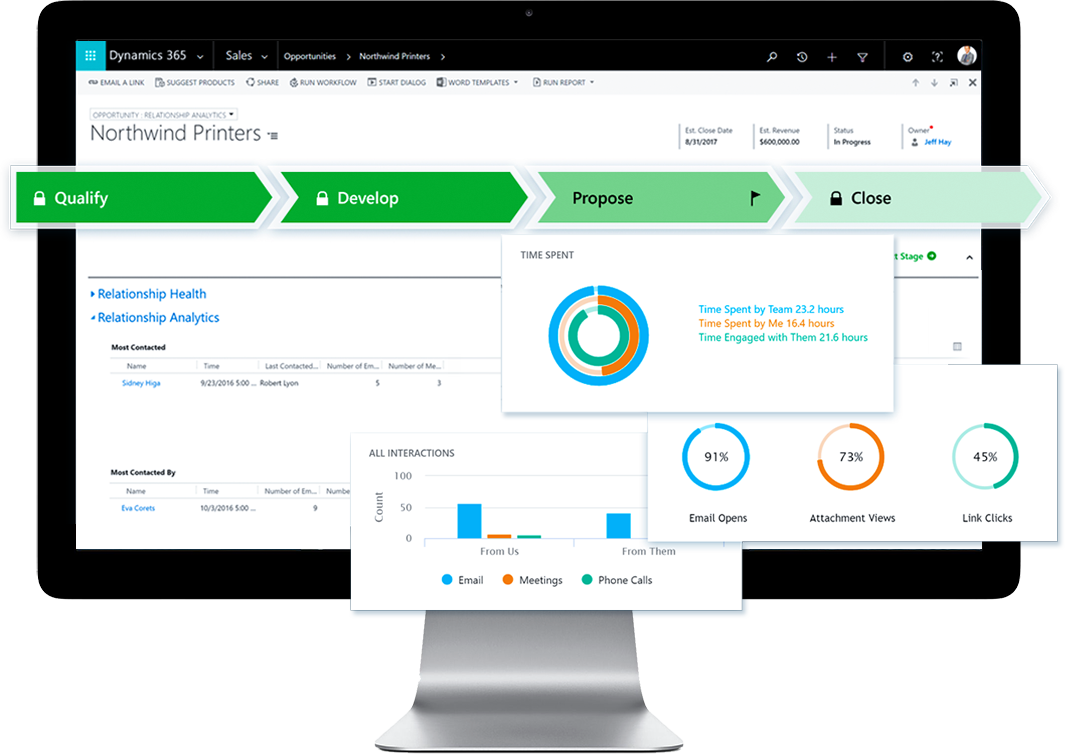 Dynamics 365 Sales Opportunities Northwind Printers
EMAIL A LINK SUGGEST PRODUCTS SHARE RUN WORKFLOW START DIALOG WORD TEMPLATES RUN REPORT
OPPORTUNITY : RELATIONSHIP ANALYTICS
Northwind Printers
Est. Close Date Est. Revenue Status Owner*
8/31/2017 $600,000.00 In Progress Jeff Hay
Qualify Develop Propose Close
TIME SPENT
t Stage
Relationship Health
Relationship Analytics
Time Spent by Team 23.2 hours
Time Spent by Me 16.4 hours
Time Engaged with Them 21.6 hours
Most Contacted
Name Time Last Contacted... Number of Em... Number of Me...
Sidney Higa 9/23/2016 5:00 ... Robert Lyon 5 3
Most Contacted By
Name Time Number of Em... Numbe
Eva Corets 10/3/2016 5:00 ... 9
ALL INTERACTIONS
Count
100
50
0
From Us From Them
Email Meetings Phone Calls
91% 73% 45%
Email Opens Attachment Views Link Clicks